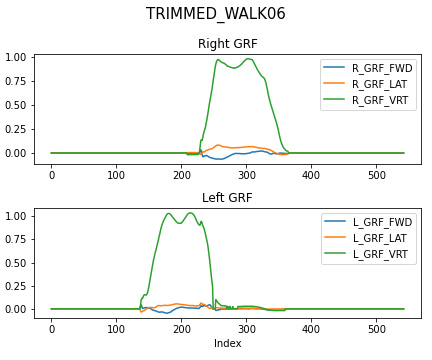 TRIMMED_WALK06
Right GRF
1.00
0.75
0.50
0.25
0.00
R_GRF_FWD
R_GRF_LAT
R_GRF_VRT
0 100 200 300 400 500
Left GRF
1.00
0.75
0.50
0.25
0.00
L_GRF_FWD
L_GRF_LAT
L_GRF_VRT
0 100 200 300 400 500
Index